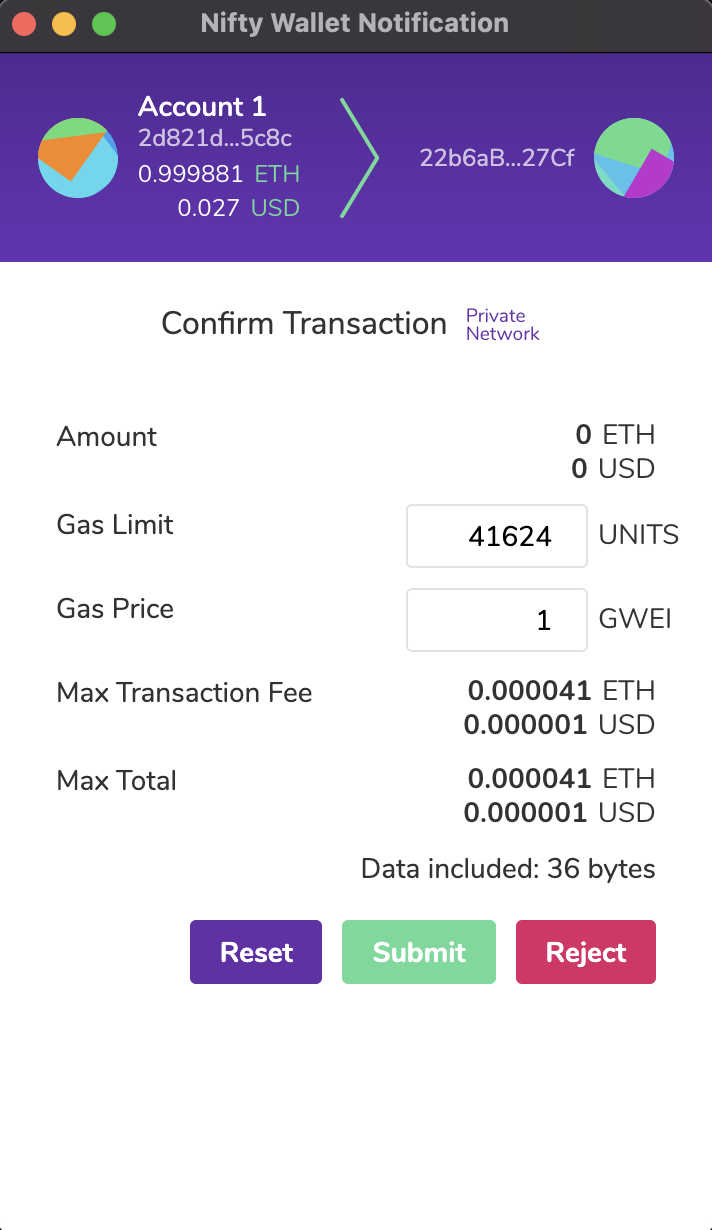 Nifty Wallet Notification
Account 1
2d821d...5c8c
0.999881 ETH
0.027 USD
22b6aB...27Cf
Confirm Transaction
Private
Network
Amount
0 ETH
0 USD
Gas Limit
41624 UNITS
Gas Price
1 GWEI
Max Transaction Fee
0.000041 ETH
0.000001 USD
Max Total
0.000041 ETH
0.000001 USD
Data included: 36 bytes
Reset Submit Reject